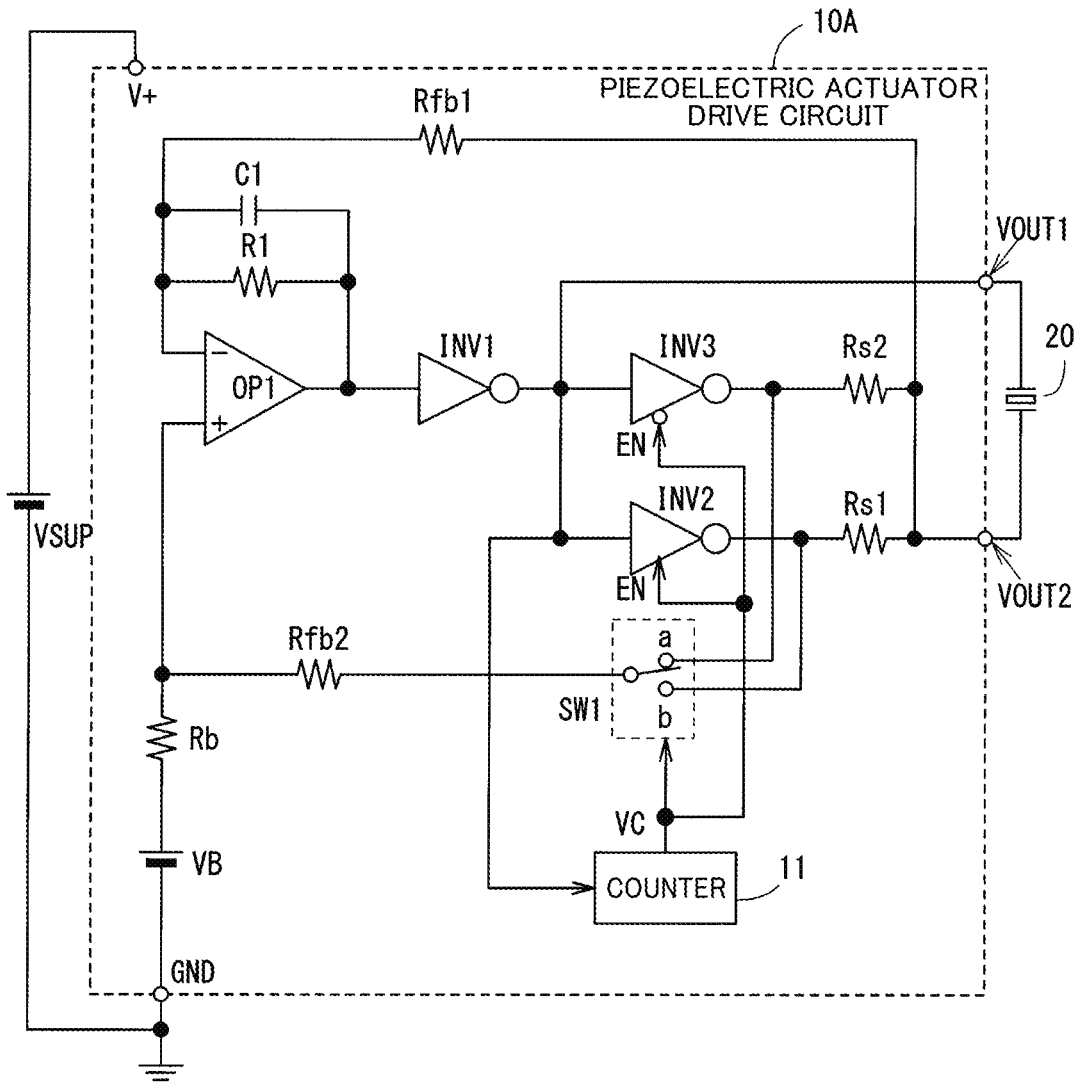 10A
V+
PIEZOELECTRIC ACTUATOR
DRIVE CIRCUIT
Rfb1
C1
R1
VOUT1
INV1
INV3
Rs2
20
−
OP1
+
EN
INV2
Rs1
VSUP
EN
VOUT2
Rfb2
a
SW1
b
Rb
VC
VB
COUNTER
11
GND